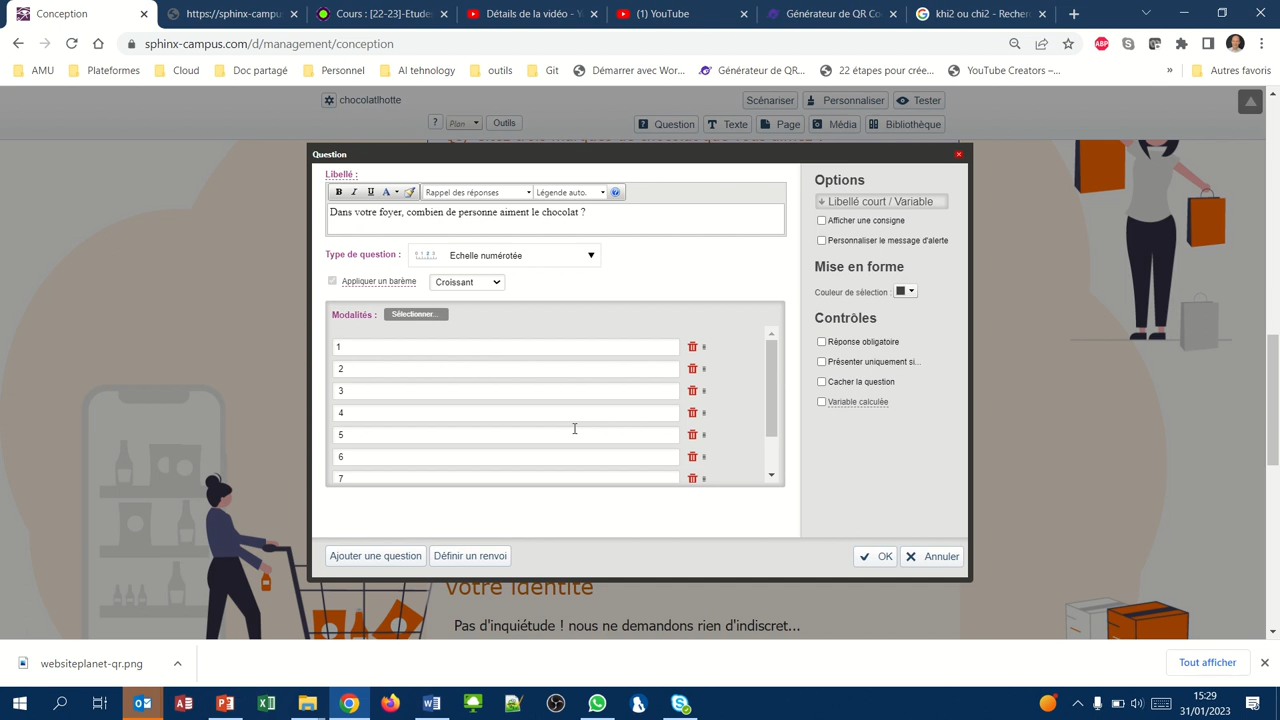 Conception
https://sphinx-campus
Cours : [22-23]-Etude
Détails de la vidéo - Y
(1) YouTube
Générateur de QR Co
khi2 ou chi2 - Recher
sphinx-campus.com/d/management/conception
AMU
Plateformes
Cloud
Doc partagé
Personnel
AI tehnology
outils
Git
Démarrer avec Wor...
Générateur de QR...
22 étapes pour crée...
YouTube Creators –...
»
Autres favoris
chocolatlhotte
Scénariser
Personnaliser
Tester
?
Plan
Outils
Question
Texte
Page
Média
Bibliothèque
Question
Libellé :
B I U A
Rappel des réponses
Légende auto.
Dans votre foyer, combien de personne aiment le chocolat ?
Type de question :
Echelle numérotée
Appliquer un barème
Croissant
Modalités :
Sélectionner...
1
2
3
4
5
6
7
Options
Libellé court / Variable
Afficher une consigne
Personnaliser le message d'alerte
Mise en forme
Couleur de sélection :
Contrôles
Réponse obligatoire
Présenter uniquement si...
Cacher la question
Variable calculée
Ajouter une question
Définir un renvoi
OK
Annuler
votre identité
Pas d'inquiétude ! nous ne demandons rien d'indiscret...
websiteplanet-qr.png
Tout afficher
15:29
31/01/2023